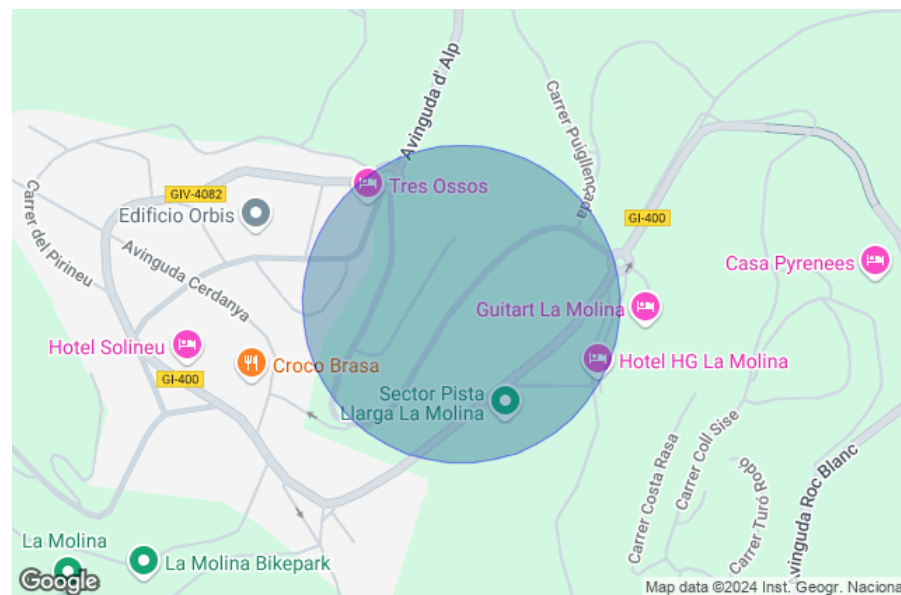 Avinguda d' Alp
Carrer Puigllençada
GIV-4082
Tres Ossos
Edificio Orbis
GI-400
Carrer del Pirineu
Avinguda Cerdanya
Casa Pyrenees
Guitart La Molina
Hotel Solineu
Croco Brasa
Hotel HG La Molina
GI-400
Sector Pista
Llarga La Molina
Carrer Costa Rasa
Carrer Coll Sise
Carrer Turó Rodó
Avinguda Roc Blanc
La Molina
La Molina Bikepark
Google
Map data ©2024 Inst. Geogr. Naciona